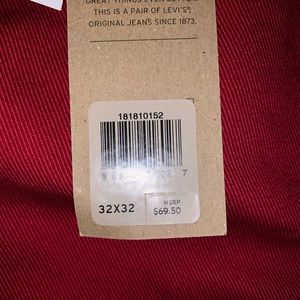 THIS IS A PAIR OF LEVI'S®
ORIGINAL JEANS SINCE 1873.
181810152
32X32
MSRP
$69.50